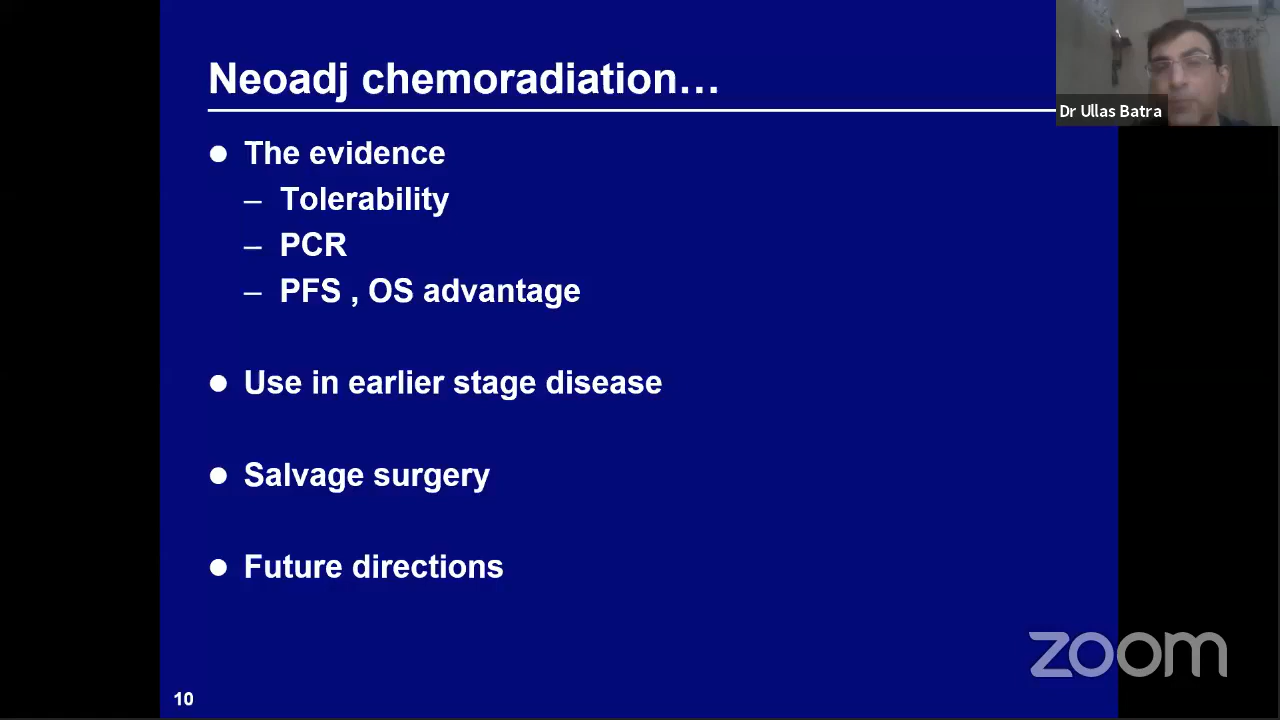 Neoadj chemoradiation...
Dr Ullas Batra
● The evidence
– Tolerability
– PCR
– PFS , OS advantage
● Use in earlier stage disease
● Salvage surgery
● Future directions
zoom
10